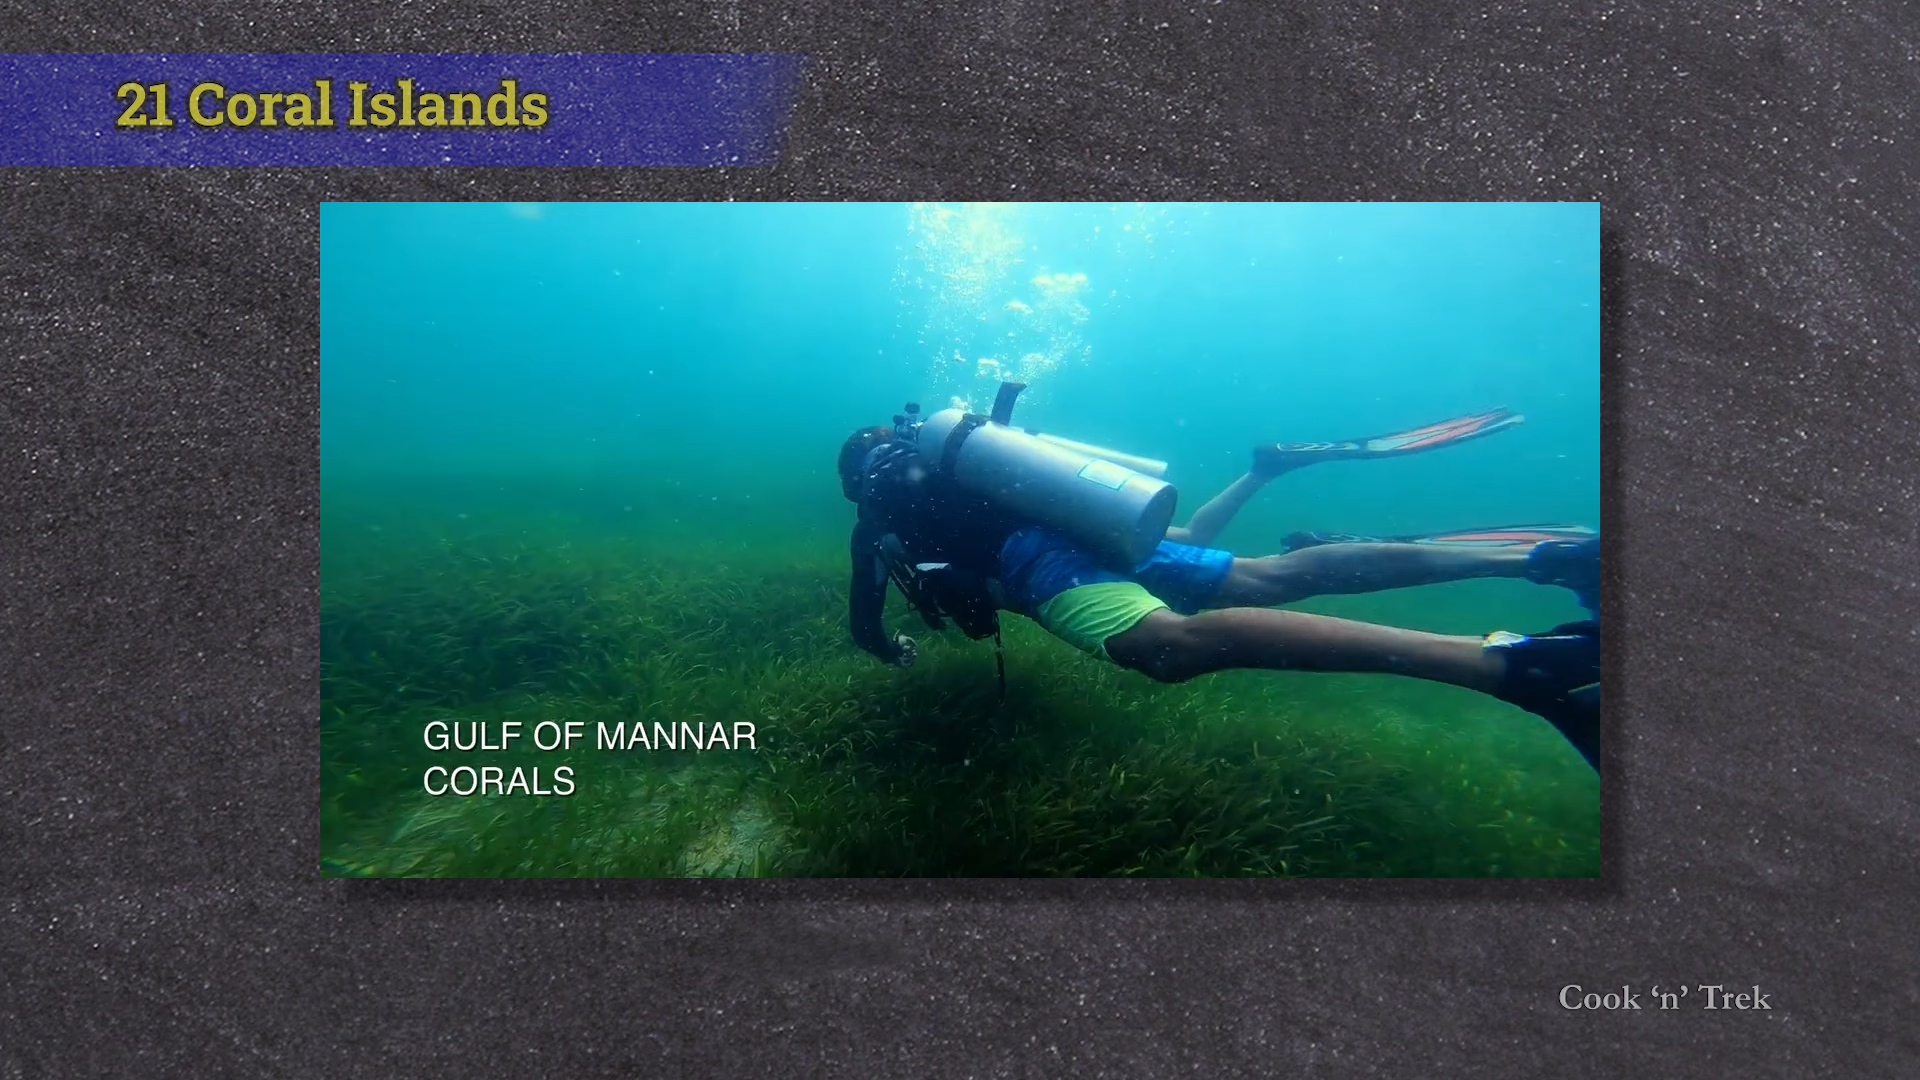 21 Coral Islands
GULF OF MANNAR
CORALS
Cook ‘n’ Trek